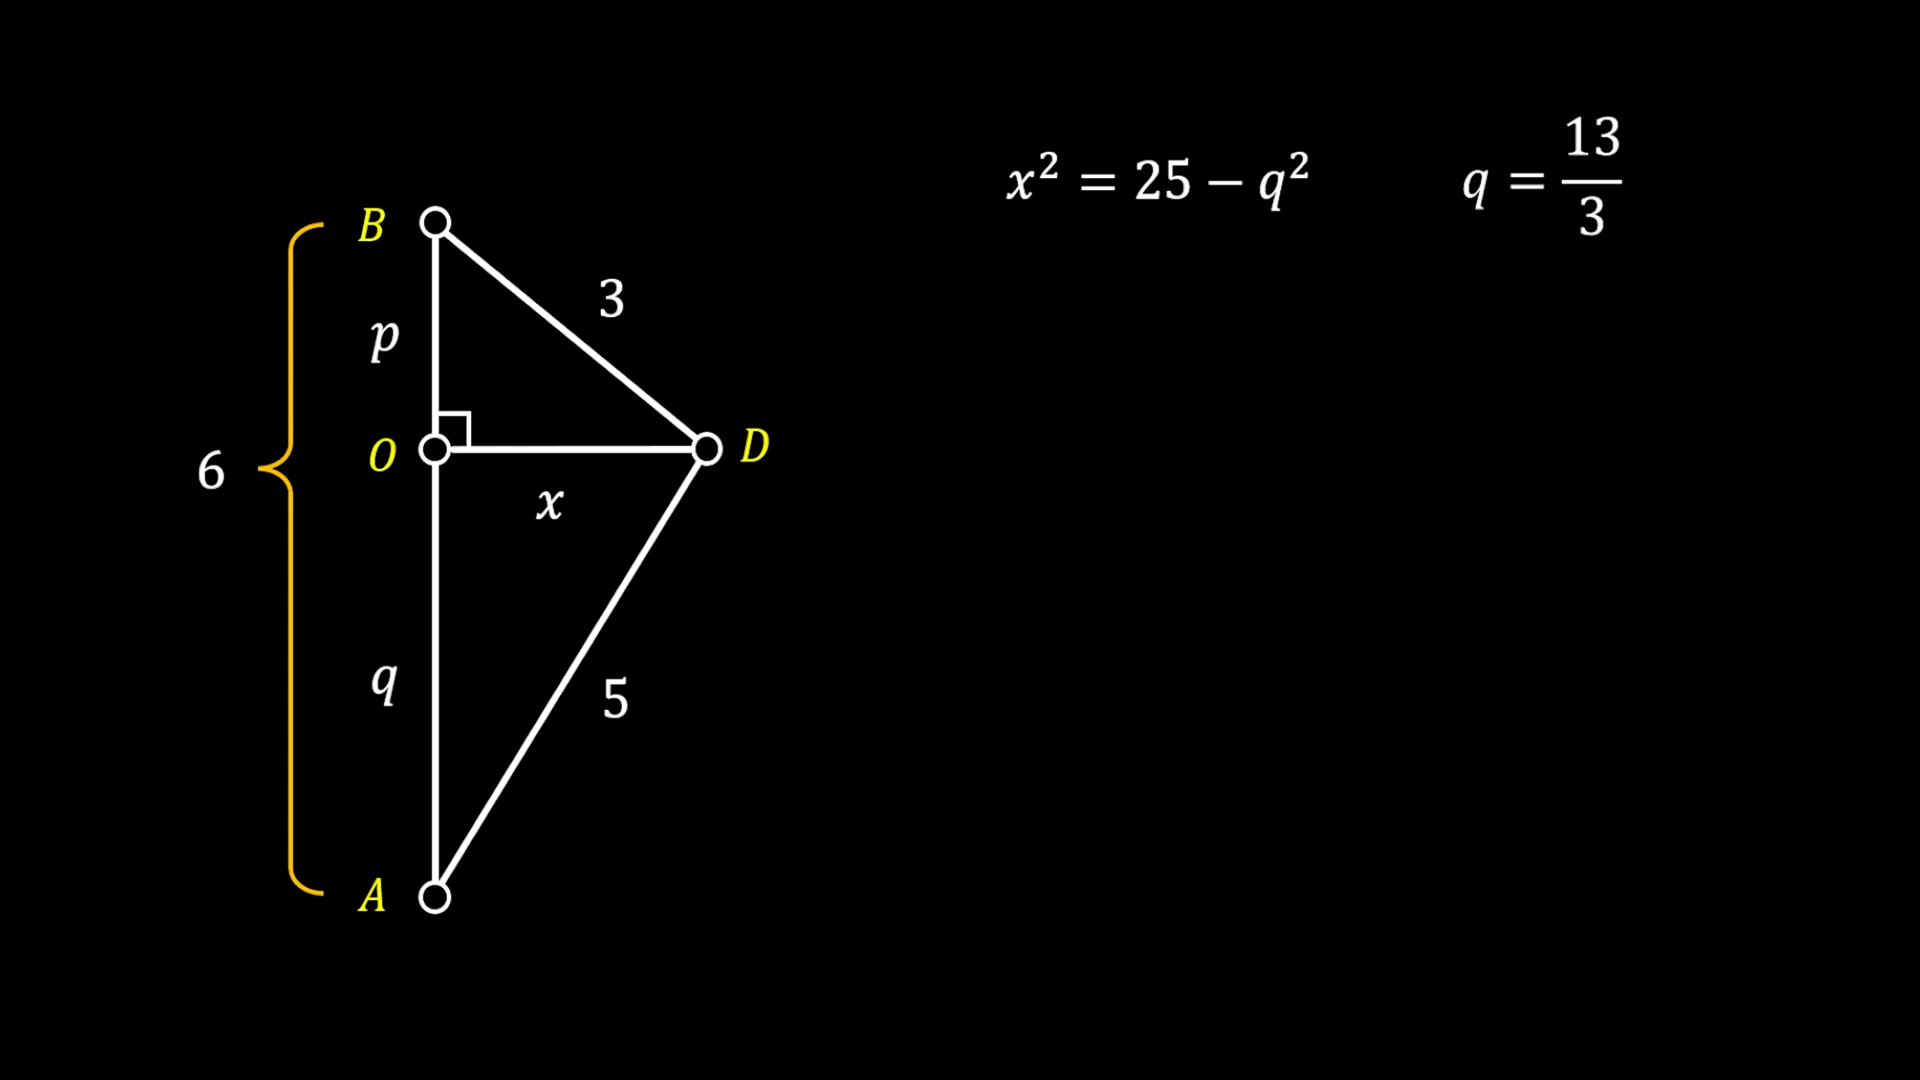 x² = 25 − q²
q = 13/3
B
3
p
O
D
6
x
q
5
A